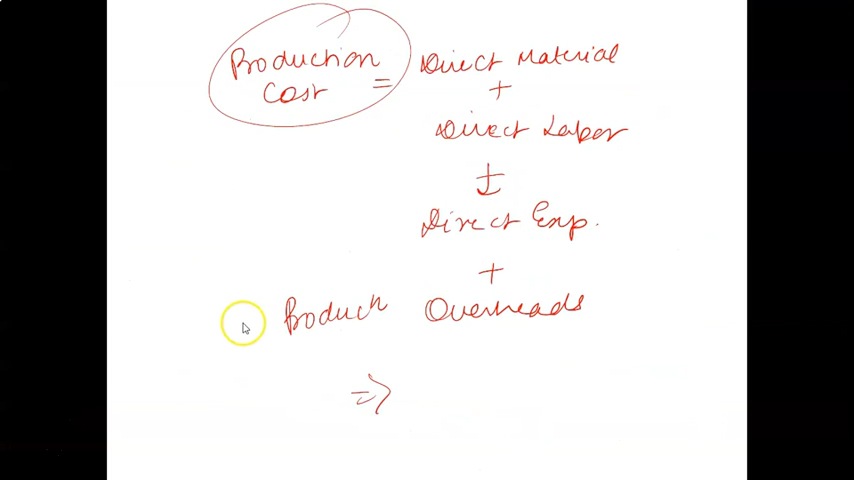 Production Direct Material
Cost =
+
Direct Labor
+
Direct Exp.
+
Product Overheads
⇒